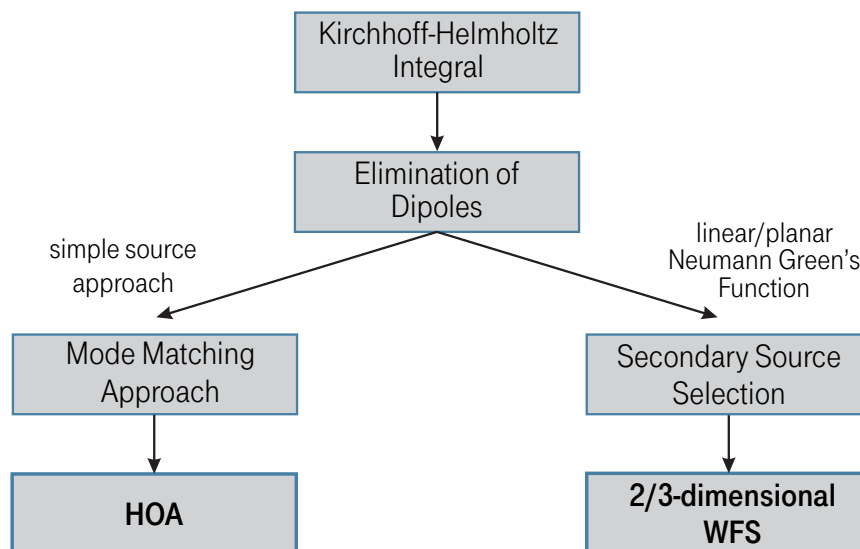 Kirchhoff-Helmholtz
Integral
Elimination of
Dipoles
simple source
approach
linear/planar
Neumann Green's
Function
Mode Matching
Approach
Secondary Source
Selection
HOA
2/3-dimensional
WFS